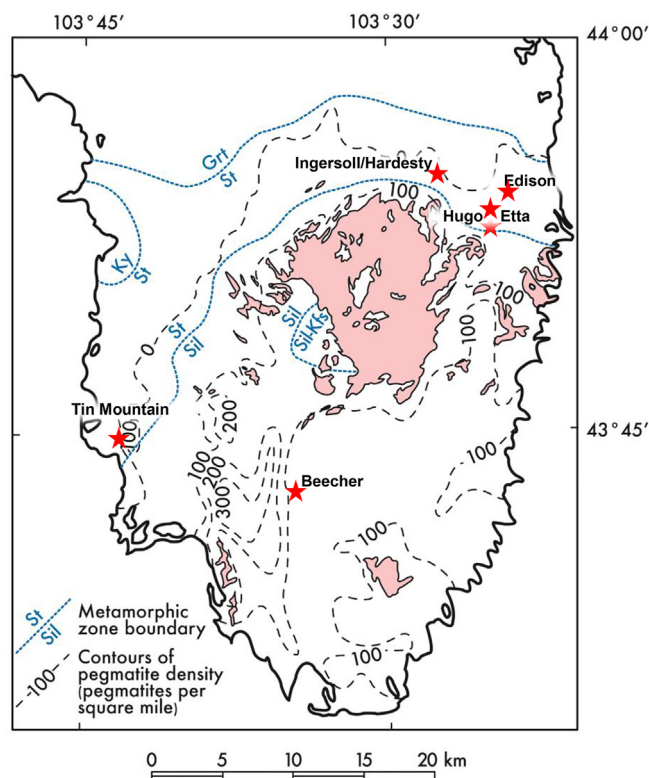 103°45′ 103°30′
44°00′
Grt
St
Ingersoll/Hardesty
0
Edison
100
Hugo Etta
Ky
St
100
Sil
Sil-Kfs
St
Sil
0
100
Tin Mountain
100
200
43°45′
100
200
300
100
Beecher
100
100
St
Sil
Metamorphic
zone boundary
-100-
Contours of
pegmatite density
(pegmatites per
square mile)
0 5 10 15 20 km